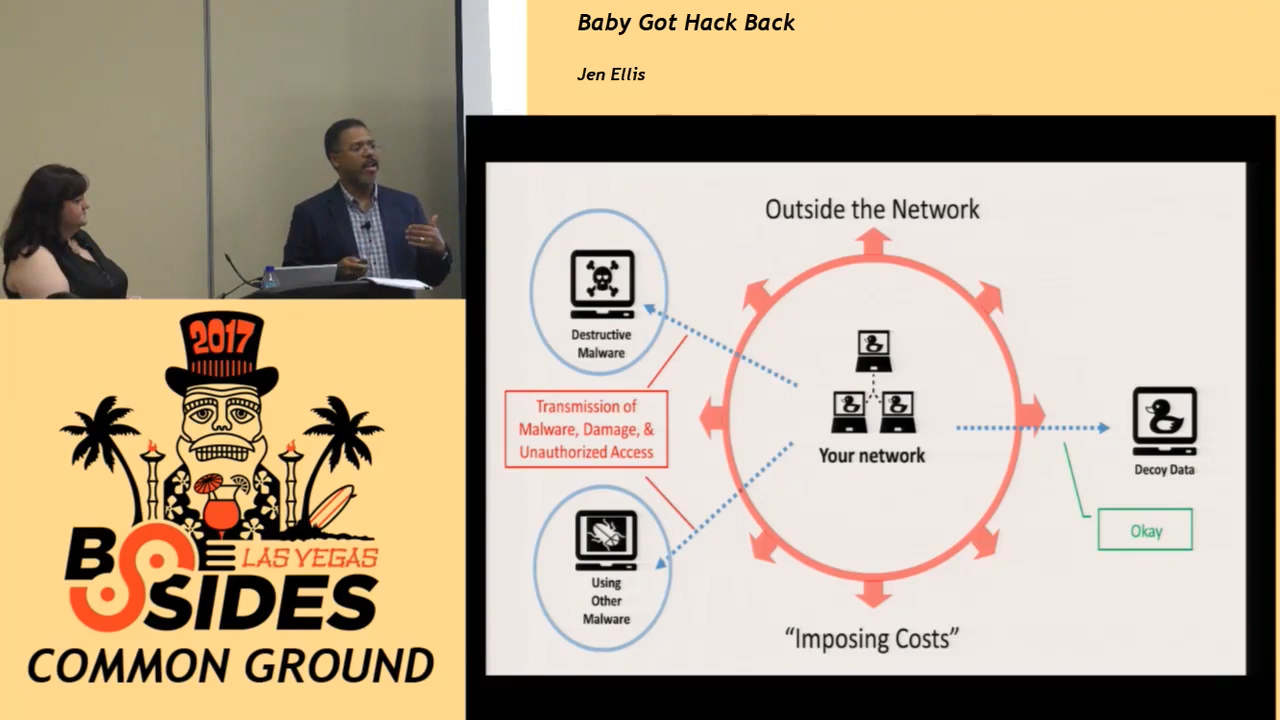 Baby Got Hack Back
Jen Ellis
Outside the Network
Destructive
Malware
Transmission of
Malware, Damage, &
Unauthorized Access
Your network
Decoy Data
Okay
Using
Other
Malware
“Imposing Costs”
2017
BSIDES
LAS VEGAS
COMMON GROUND